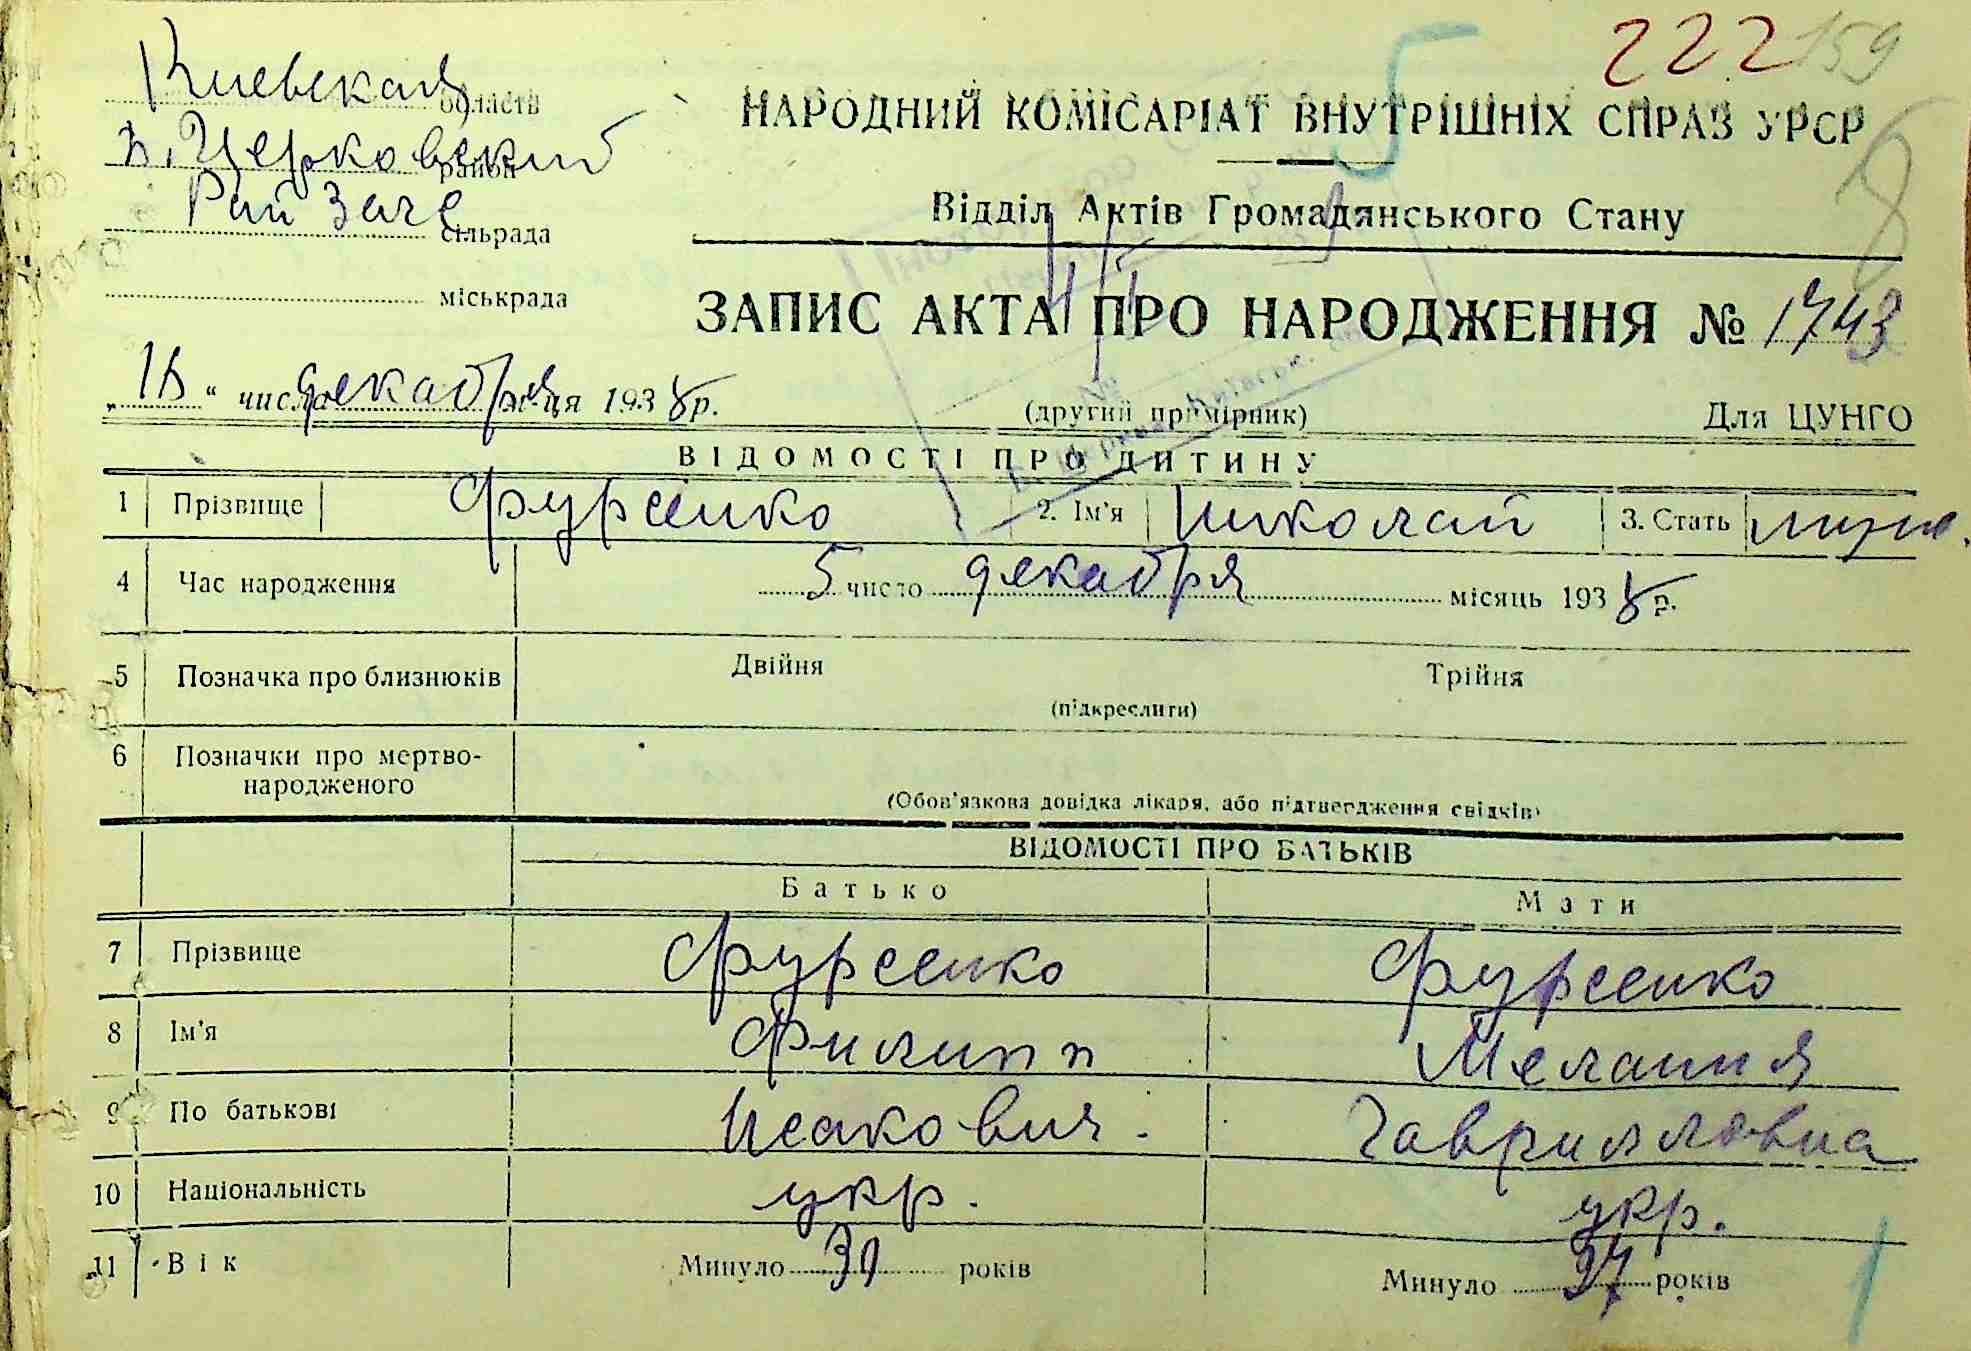 222 159
Киевская область
Б. Церковский район
Рай Загс сільрада
міськрада
НАРОДНИЙ КОМІСАРІАТ ВНУТРІШНІХ СПРАВ УРСР
Відділ Актів Громадянського Стану
ЗАПИС АКТА ПРО НАРОДЖЕННЯ № 1743
„ “ числа декабря м-ця 1938 р.
(другий примірник)
Для ЦУНГО
ВІДОМОСТІ ПРО ДИТИНУ
1 Прізвище Фурсенко 2. Ім'я Николай 3. Стать муж.
4 Час народження 5 число декабря місяць 1938 р.
5 Позначка про близнюків Двійня Трійня
(підкреслити)
6 Позначки про мертво-
народженого
(Обов'язкова довідка лікаря, або підтвердження свідків)
ВІДОМОСТІ ПРО БАТЬКІВ
Батько Мати
7 Прізвище Фурсенко Фурсенко
8 Ім'я Филипп Мелания
9 По батькові Исакович. Гаврилловна
10 Національність укр. укр.
11 Вік Минуло 30 років Минуло 27 років